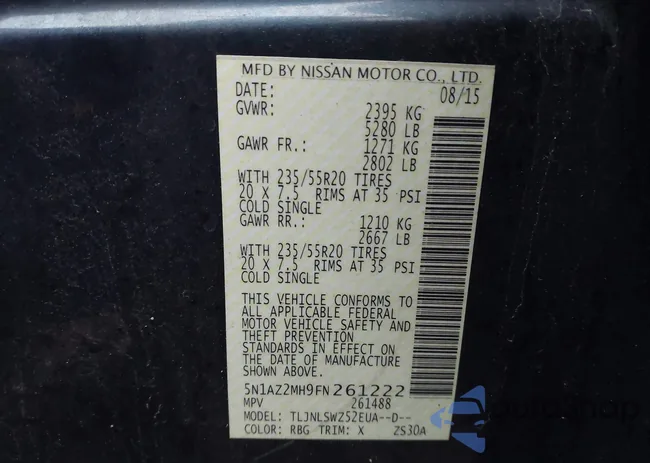 MFD BY NISSAN MOTOR CO., LTD.
DATE: 08/15
GVWR: 2395 KG
5280 LB
GAWR FR.: 1271 KG
2802 LB
WITH 235/55R20 TIRES
20 X 7.5 RIMS AT 35 PSI
COLD SINGLE
GAWR RR.: 1210 KG
2667 LB
WITH 235/55R20 TIRES
20 X 7.5 RIMS AT 35 PSI
COLD SINGLE
THIS VEHICLE CONFORMS TO
ALL APPLICABLE FEDERAL
MOTOR VEHICLE SAFETY AND
THEFT PREVENTION
STANDARDS IN EFFECT ON
THE DATE OF MANUFACTURE
SHOWN ABOVE.
5N1AZ2MH9FN261222
MPV 261488
MODEL: TLJNLSWZ52EUA--D--
COLOR: RBG TRIM: X 2S30A